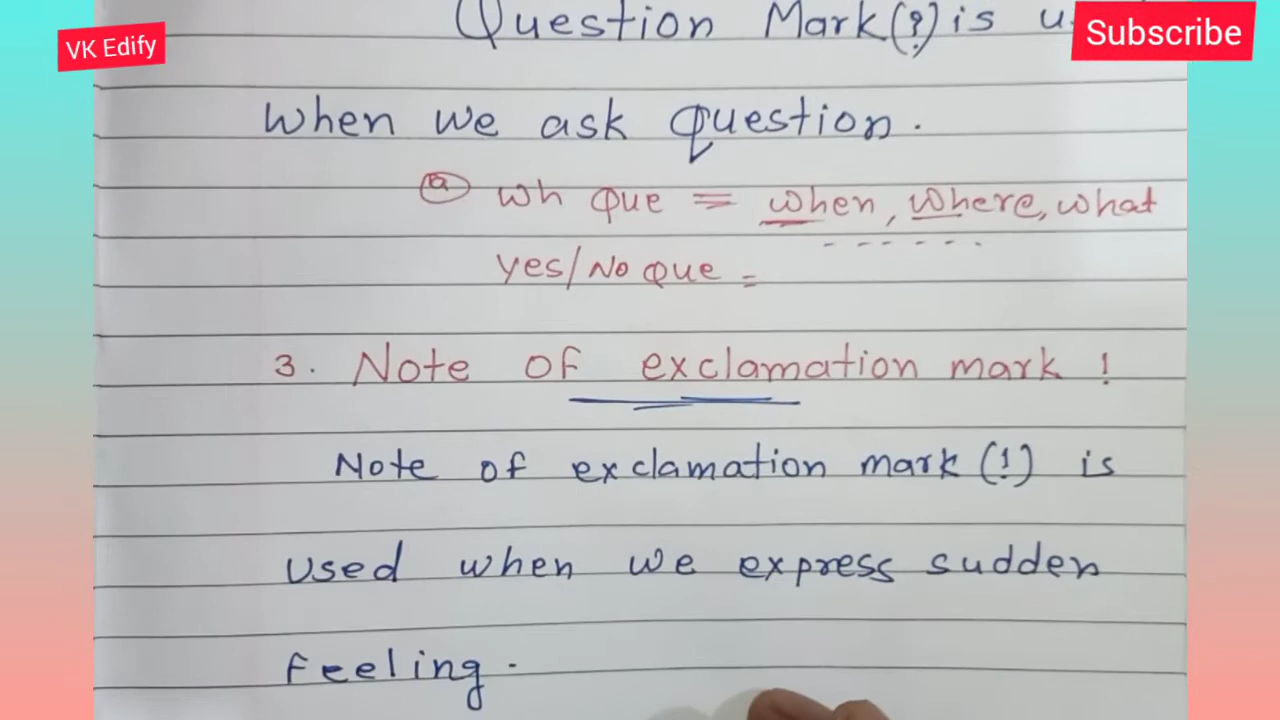 VK Edify
Subscribe
Question Mark(?) is
when we ask question.
(a) Wh Que = when, where, what
yes/No que =
3. Note of exclamation mark !
Note of exclamation mark (!) is
used when we express sudden
feeling.